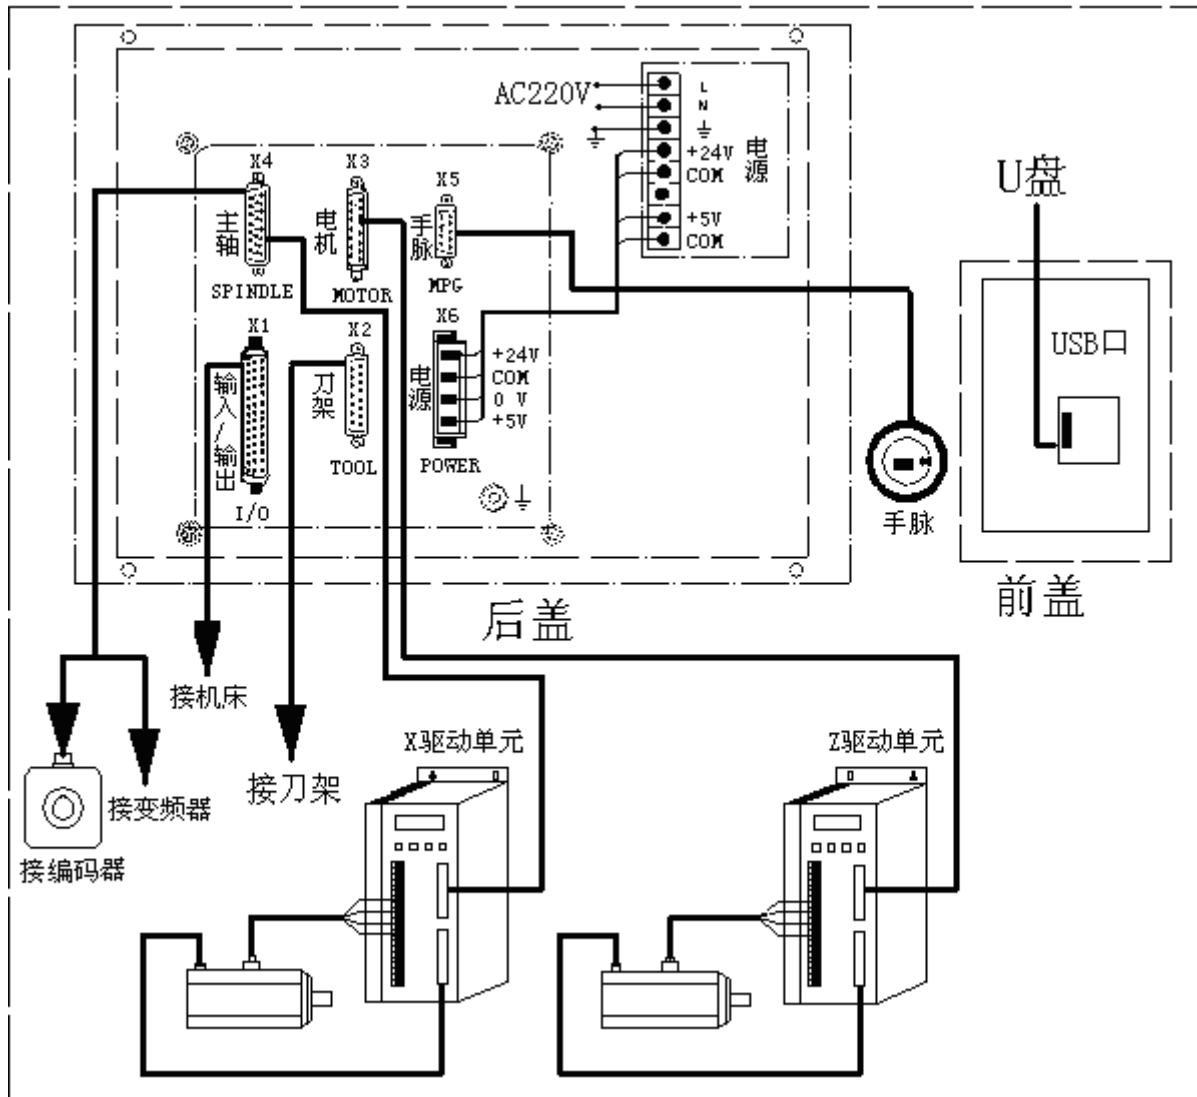 AC220V
L
N
+24V
COM
+5V
COM
电源
U盘
X4
X3
X5
主轴
电机
手脉
SPINDLE
MOTOR
MPG
X1
X2
X6
输入/输出
刀架
电源
+24V
COM
0 V
+5V
I/O
TOOL
POWER
USB口
手脉
后盖
前盖
接机床
接变频器
接刀架
接编码器
X驱动单元
Z驱动单元